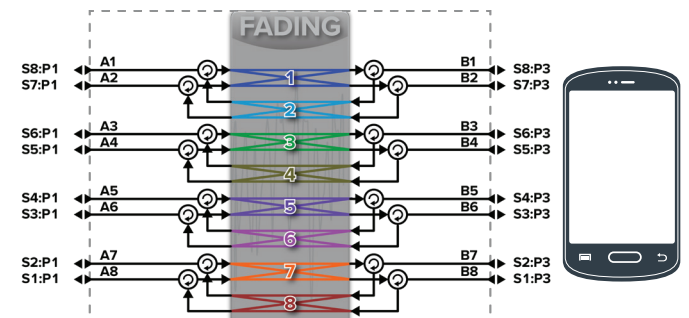 FADING
S8:P1 A1 1 B1 S8:P3
S7:P1 A2 B2 S7:P3
2
S6:P1 A3 3 B3 S6:P3
S5:P1 A4 B4 S5:P3
4
S4:P1 A5 5 B5 S4:P3
S3:P1 A6 B6 S3:P3
6
S2:P1 A7 7 B7 S2:P3
S1:P1 A8 B8 S1:P3
8